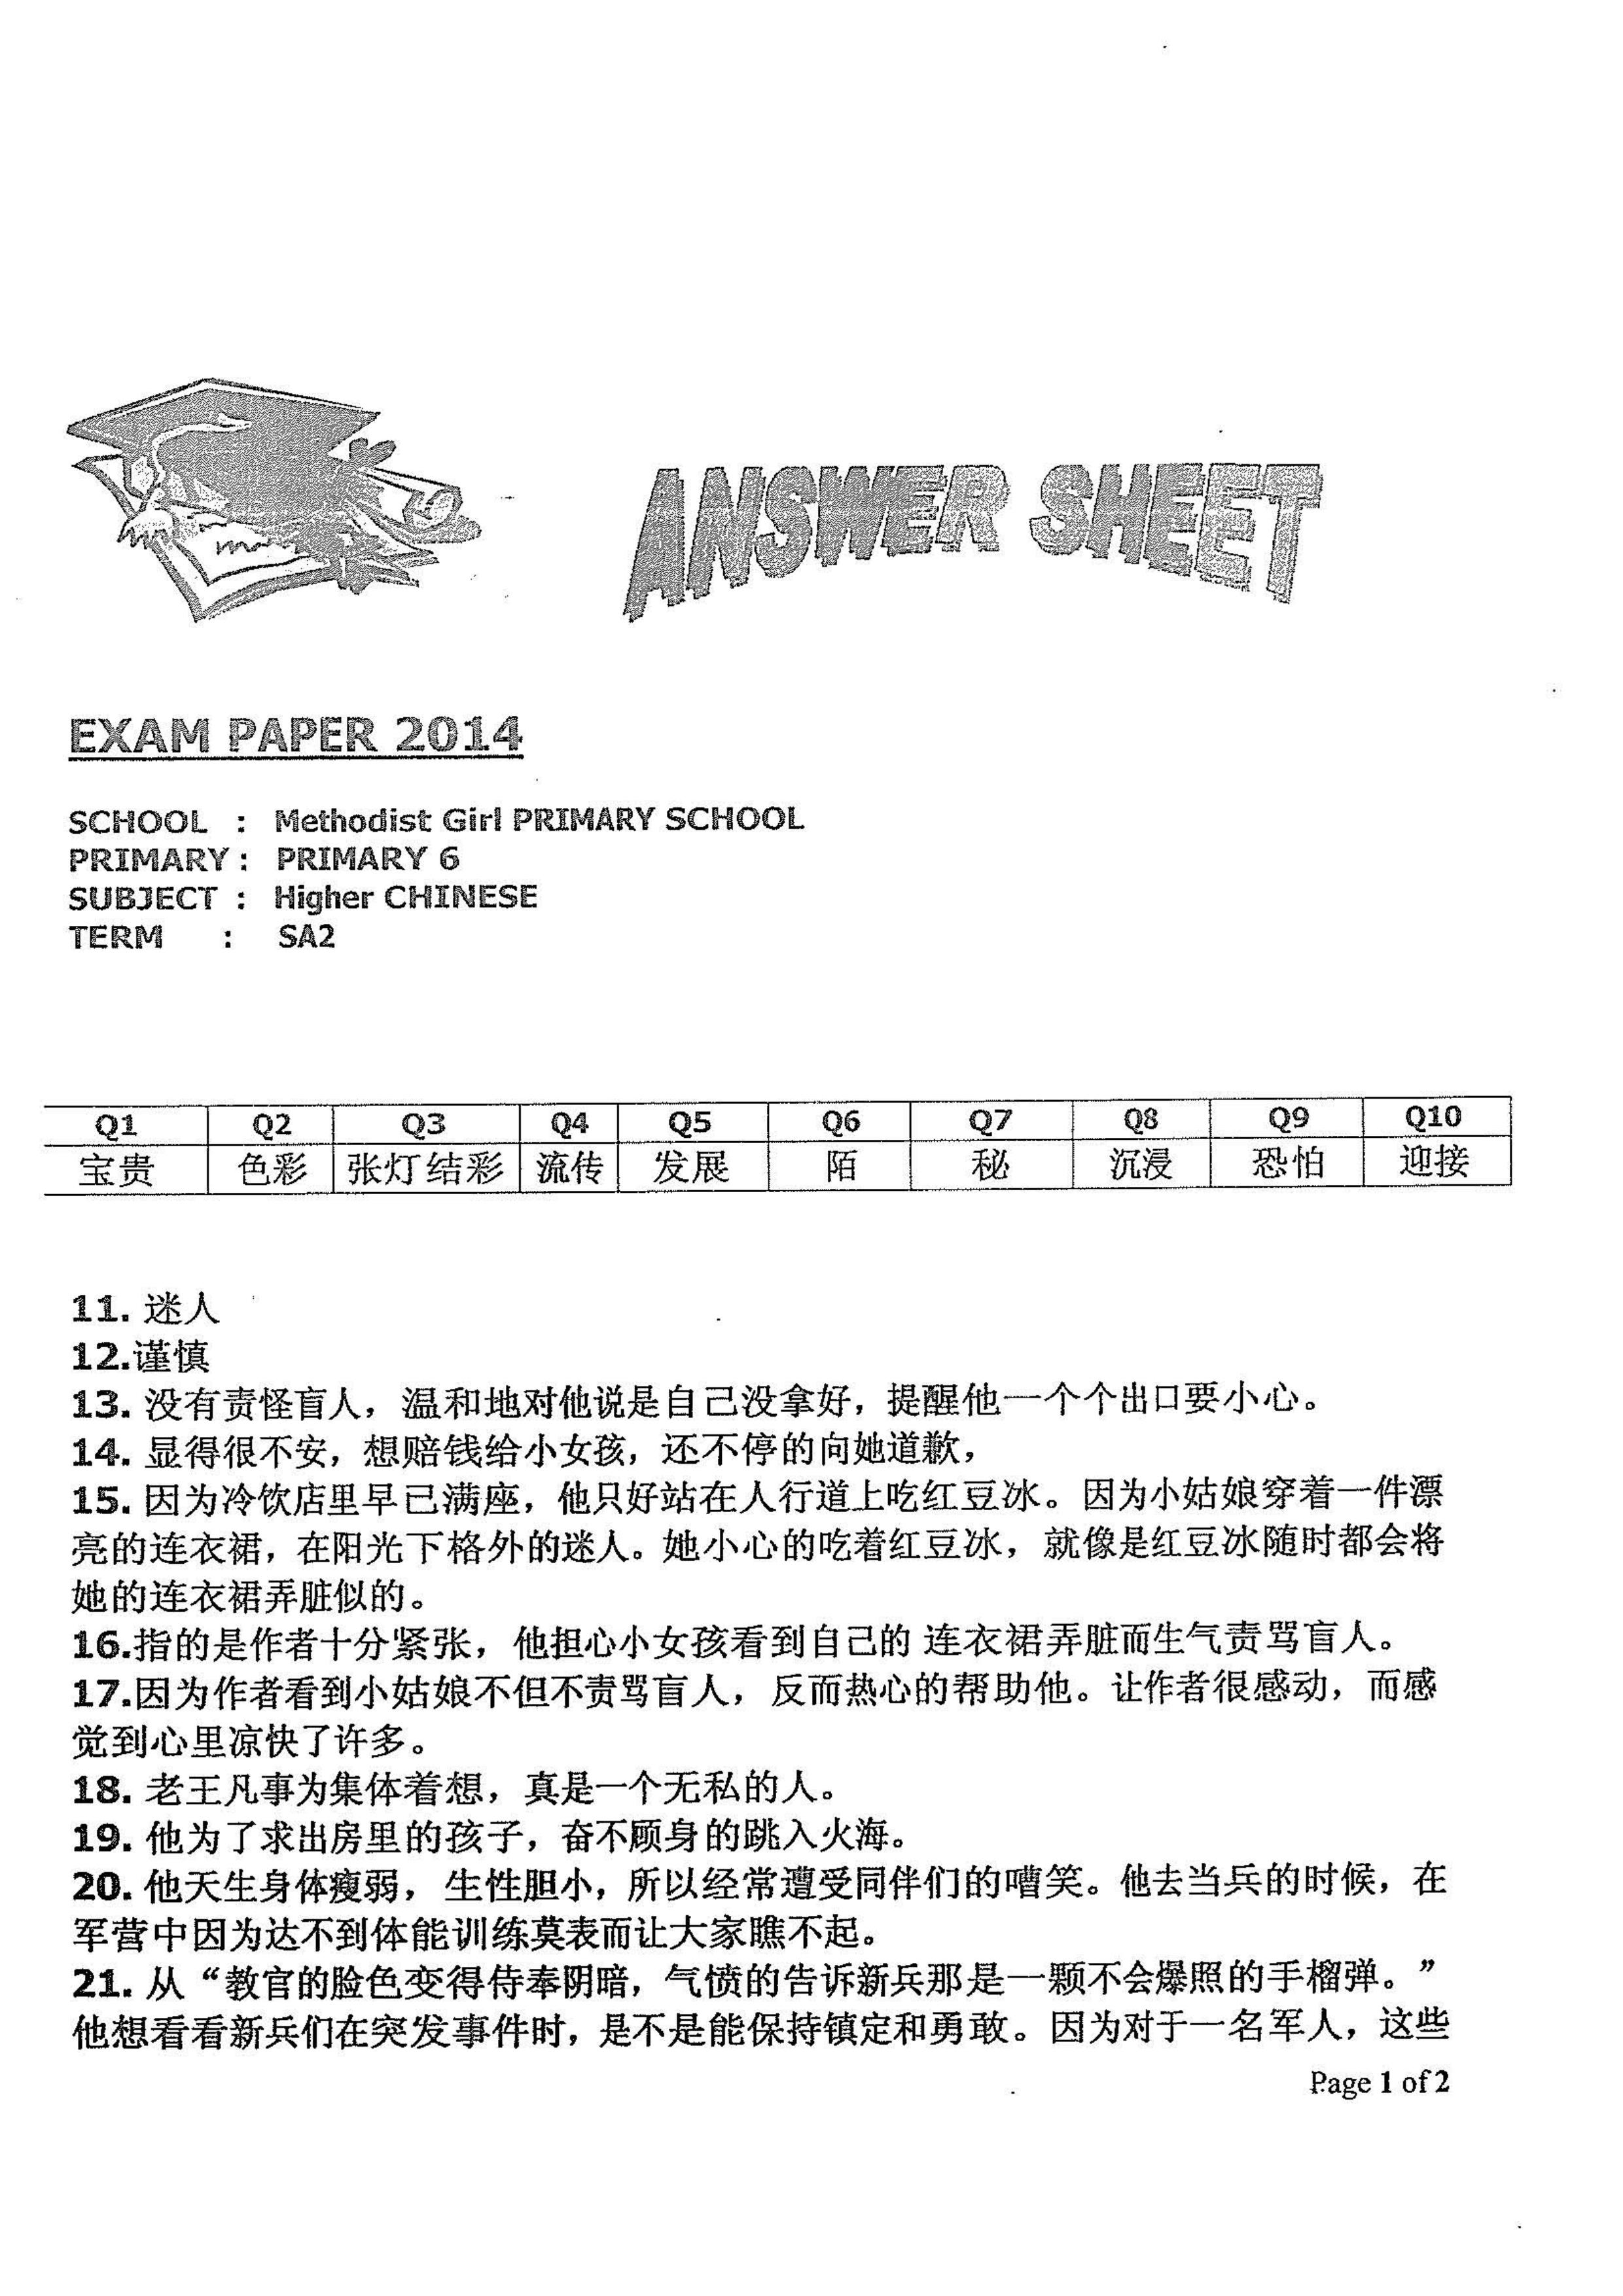 ANSWER SHEET
EXAM PAPER 2014
SCHOOL : Methodist Girl PRIMARY SCHOOL
PRIMARY : PRIMARY 6
SUBJECT : Higher CHINESE
TERM : SA2
Q1 Q2 Q3 Q4 Q5 Q6 Q7 Q8 Q9 Q10
宝贵 色彩 张灯结彩 流传 发展 陌 秘 沉浸 恐怕 迎接
11. 迷人
12.谨慎
13. 没有责怪盲人，温和地对他说是自己没拿好，提醒他一个个出口要小心。
14. 显得很不安，想赔钱给小女孩，还不停的向她道歉，
15. 因为冷饮店里早已满座，他只好站在人行道上吃红豆冰。因为小姑娘穿着一件漂
亮的连衣裙，在阳光下格外的迷人。她小心的吃着红豆冰，就像是红豆冰随时都会将
她的连衣裙弄脏似的。
16.指的是作者十分紧张，他担心小女孩看到自己的 连衣裙弄脏而生气责骂盲人。
17.因为作者看到小姑娘不但不责骂盲人，反而热心的帮助他。让作者很感动，而感
觉到心里凉快了许多。
18. 老王凡事为集体着想，真是一个无私的人。
19. 他为了求出房里的孩子，奋不顾身的跳入火海。
20. 他天生身体瘦弱， 生性胆小，所以经常遭受同伴们的嘈笑。他去当兵的时候，在
军营中因为达不到体能训练莫表而让大家瞧不起。
21. 从“教官的脸色变得侍奉阴暗，气愤的告诉新兵那是一颗不会爆照的手榴弹。”
他想看看新兵们在突发事件时，是不是能保持镇定和勇敢。因为对于一名军人，这些
Page 1 of 2